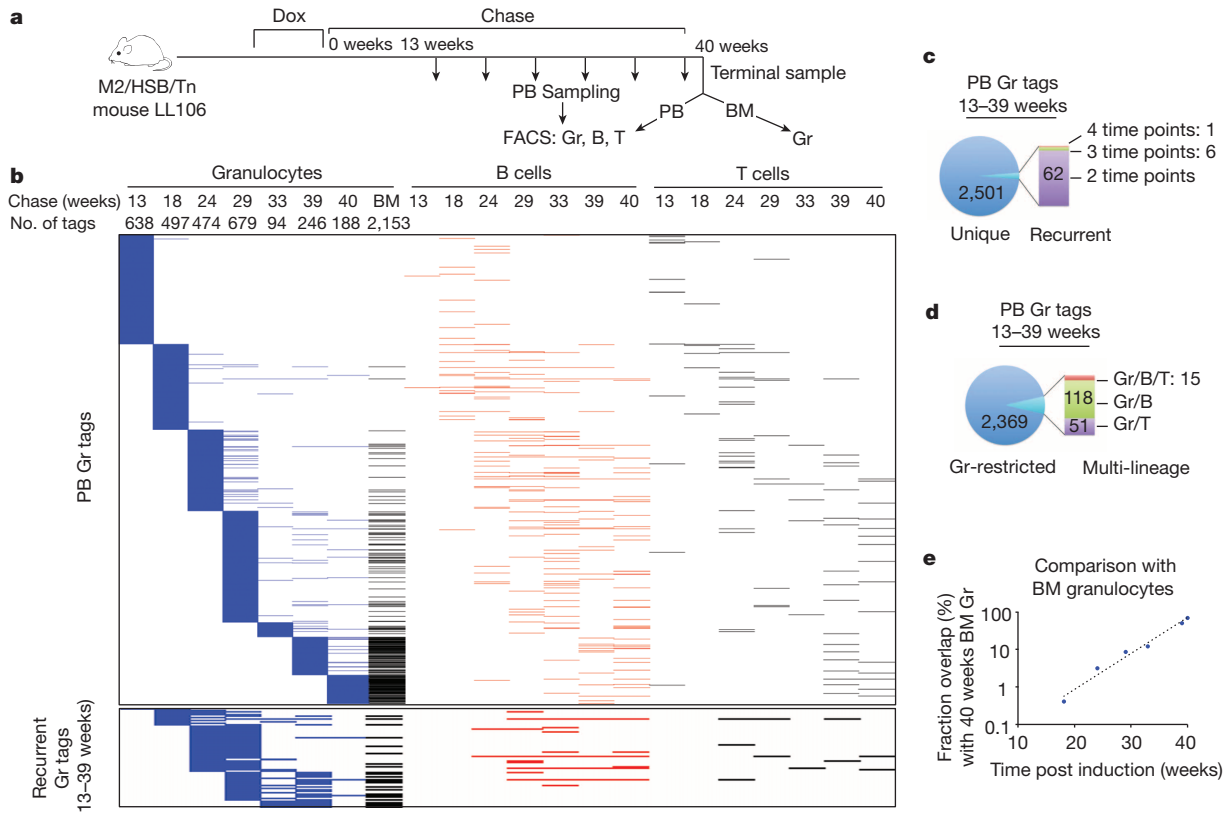 a
Dox
Chase
0 weeks
13 weeks
40 weeks
Terminal sample
M2/HSB/Tn
mouse LL106
PB Sampling
PB
BM
FACS: Gr, B, T
Gr
b
Granulocytes
B cells
T cells
Chase (weeks) 13 18 24 29 33 39 40 BM 13 18 24 29 33 39 40 13 18 24 29 33 39 40
No. of tags 638 497 474 679 94 246 188 2,153
PB Gr tags
Recurrent
Gr tags
13–39 weeks)
c
PB Gr tags
13–39 weeks
4 time points: 1
3 time points: 6
2 time points
62
2,501
Unique
Recurrent
d
PB Gr tags
13–39 weeks
Gr/B/T: 15
118
Gr/B
51
Gr/T
2,369
Gr-restricted
Multi-lineage
e
Comparison with
BM granulocytes
Fraction overlap (%)
with 40 weeks BM Gr
100
10
1
0.1
10 20 30 40
Time post induction (weeks)